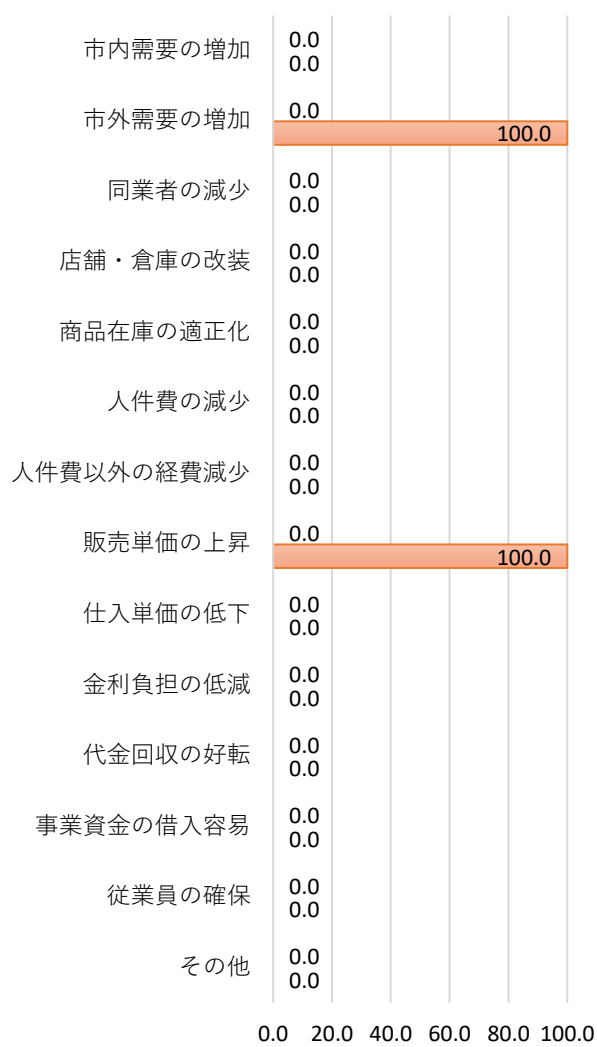 市内需要の増加 0.0
0.0
市外需要の増加 0.0
100.0
同業者の減少 0.0
0.0
店舗・倉庫の改装 0.0
0.0
商品在庫の適正化 0.0
0.0
人件費の減少 0.0
0.0
人件費以外の経費減少 0.0
0.0
販売単価の上昇 0.0
100.0
仕入単価の低下 0.0
0.0
金利負担の低減 0.0
0.0
代金回収の好転 0.0
0.0
事業資金の借入容易 0.0
0.0
従業員の確保 0.0
0.0
その他 0.0
0.0
0.0 20.0 40.0 60.0 80.0 100.0